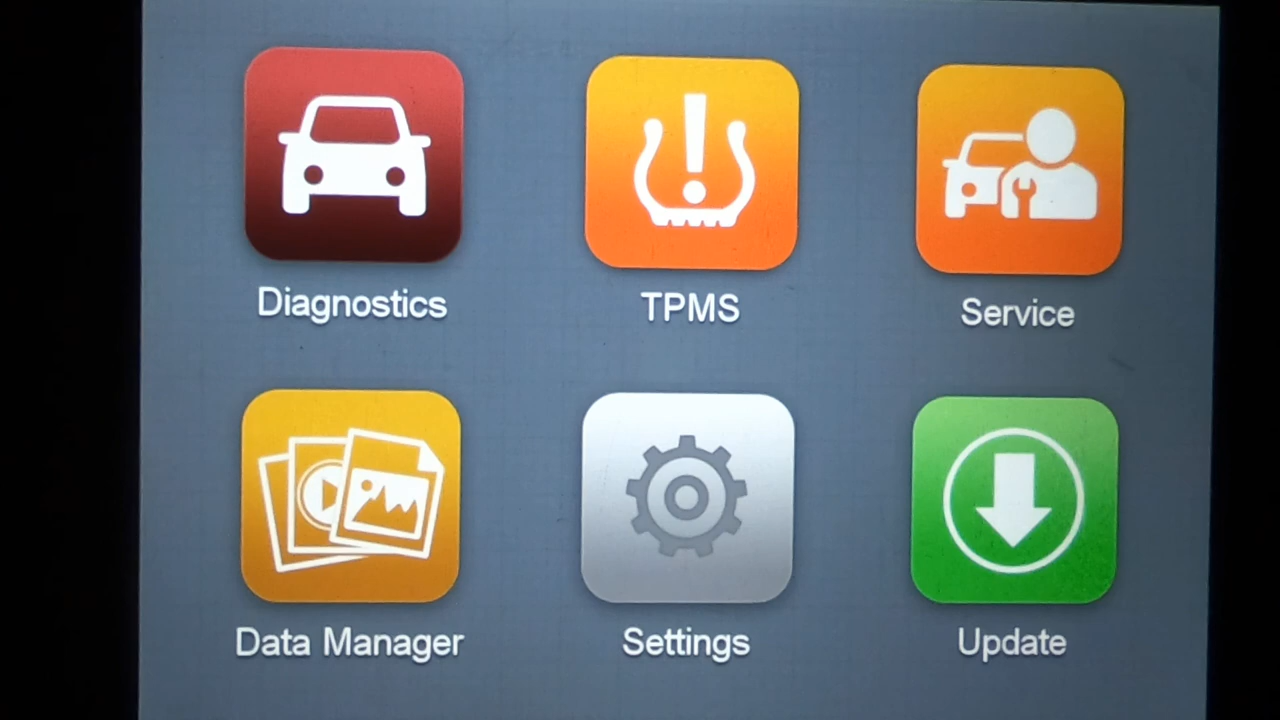 Diagnostics
TPMS
Service
Data Manager
Settings
Update